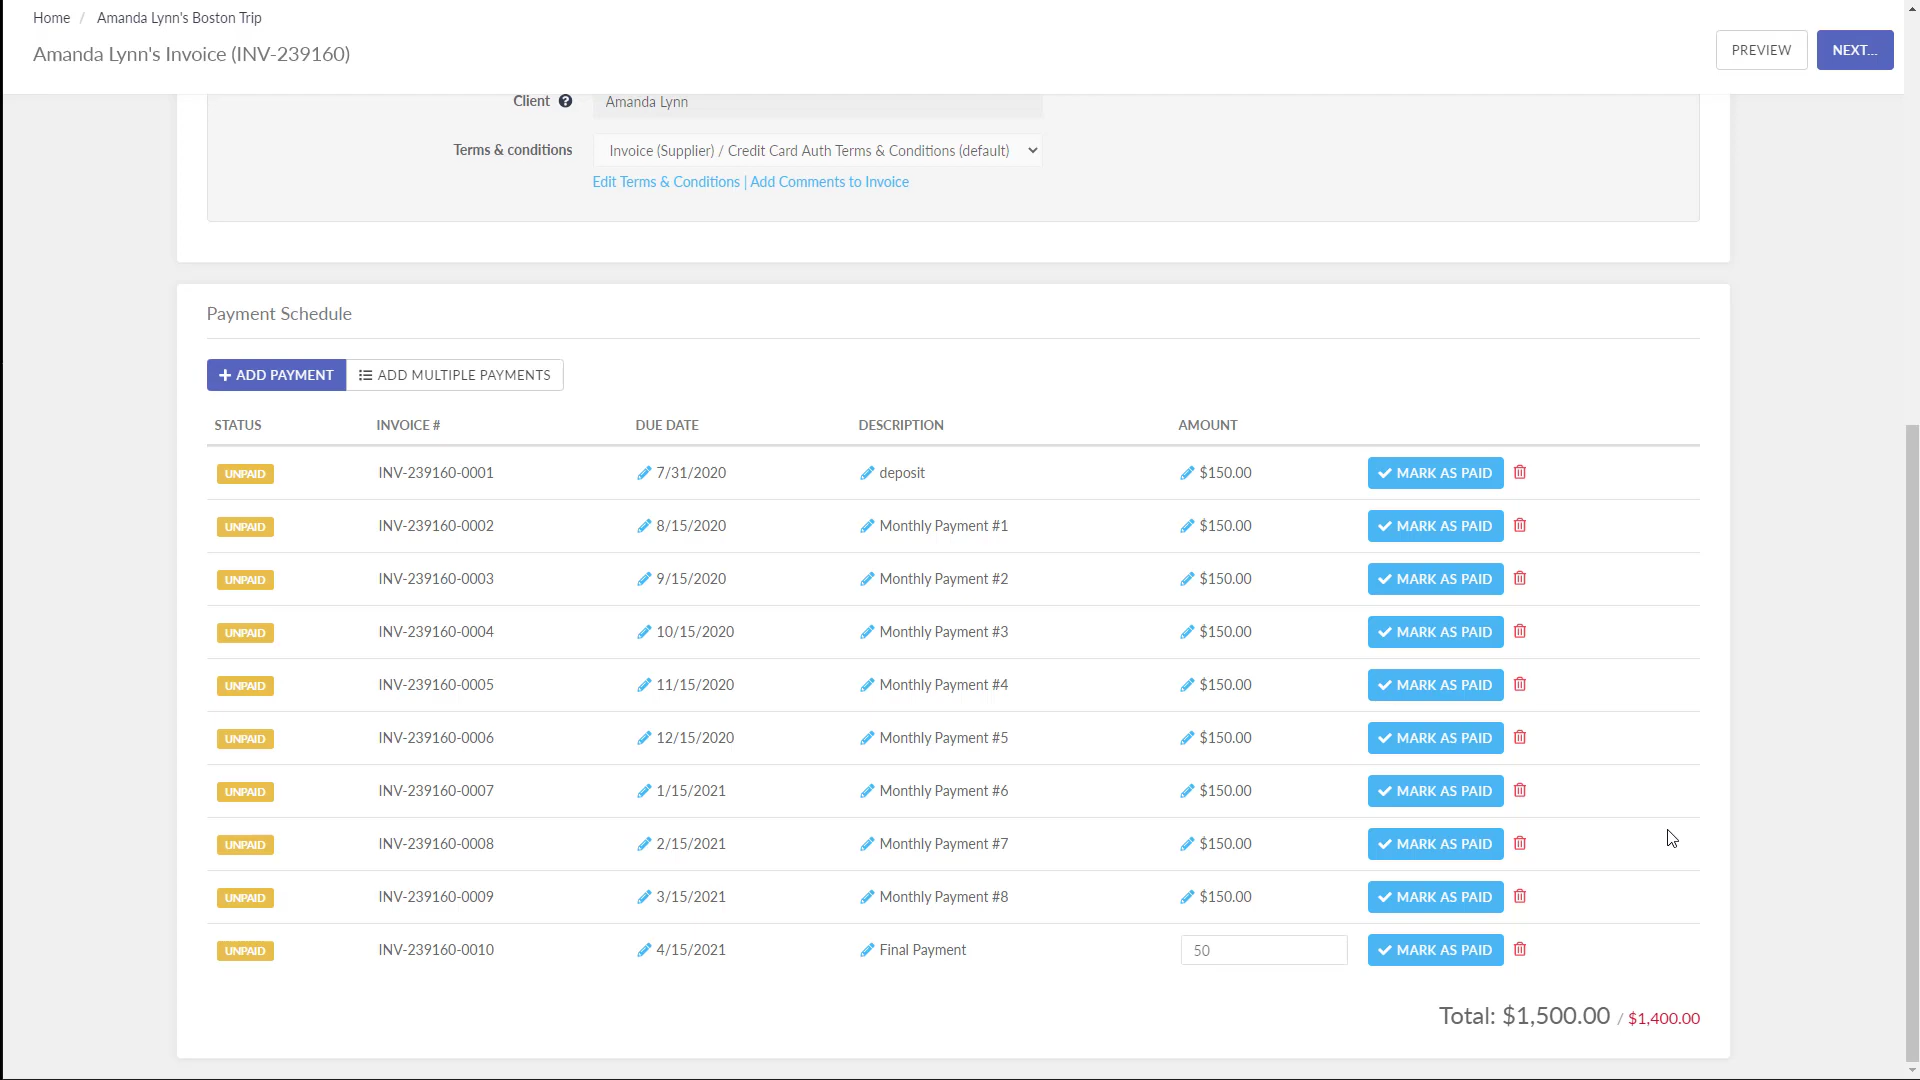 Home / Amanda Lynn's Boston Trip
Amanda Lynn's Invoice (INV-239160)
PREVIEW NEXT...
Client ? Amanda Lynn
Terms & conditions Invoice (Supplier) / Credit Card Auth Terms & Conditions (default)
Edit Terms & Conditions | Add Comments to Invoice
Payment Schedule
+ ADD PAYMENT ADD MULTIPLE PAYMENTS
STATUS INVOICE # DUE DATE DESCRIPTION AMOUNT
UNPAID INV-239160-0001 7/31/2020 deposit $150.00 MARK AS PAID
UNPAID INV-239160-0002 8/15/2020 Monthly Payment #1 $150.00 MARK AS PAID
UNPAID INV-239160-0003 9/15/2020 Monthly Payment #2 $150.00 MARK AS PAID
UNPAID INV-239160-0004 10/15/2020 Monthly Payment #3 $150.00 MARK AS PAID
UNPAID INV-239160-0005 11/15/2020 Monthly Payment #4 $150.00 MARK AS PAID
UNPAID INV-239160-0006 12/15/2020 Monthly Payment #5 $150.00 MARK AS PAID
UNPAID INV-239160-0007 1/15/2021 Monthly Payment #6 $150.00 MARK AS PAID
UNPAID INV-239160-0008 2/15/2021 Monthly Payment #7 $150.00 MARK AS PAID
UNPAID INV-239160-0009 3/15/2021 Monthly Payment #8 $150.00 MARK AS PAID
UNPAID INV-239160-0010 4/15/2021 Final Payment 50 MARK AS PAID
Total: $1,500.00 / $1,400.00